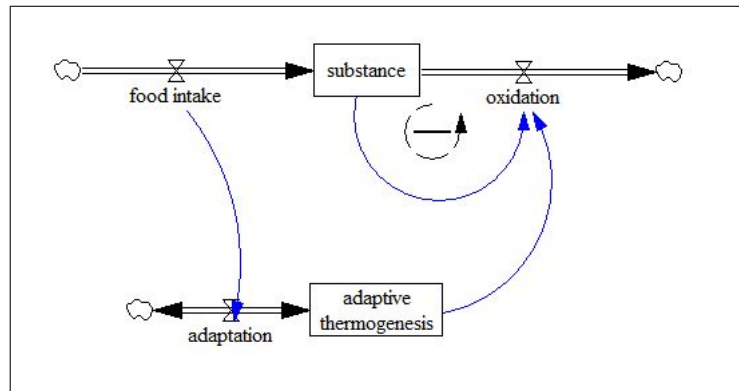 substance
food intake
oxidation
adaptive
thermogenesis
adaptation